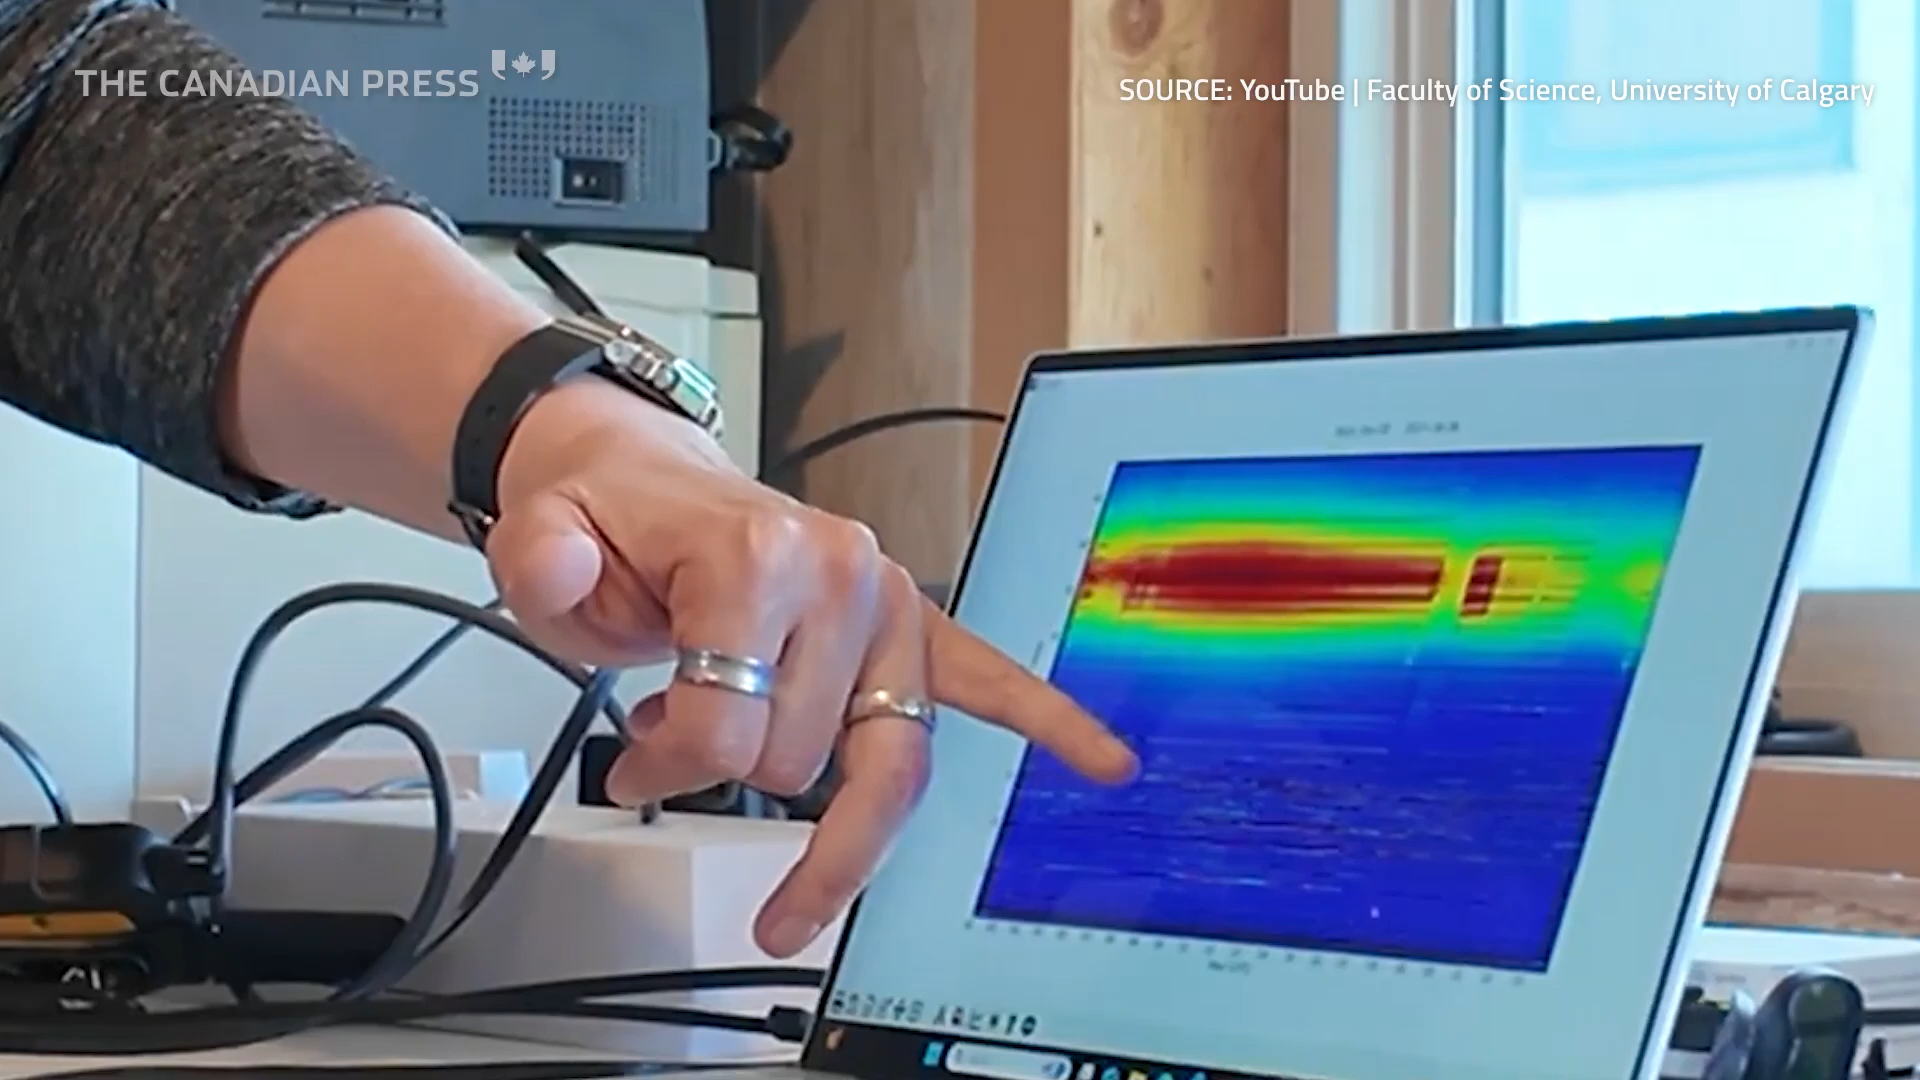 THE CANADIAN PRESS
SOURCE: YouTube | Faculty of Science, University of Calgary